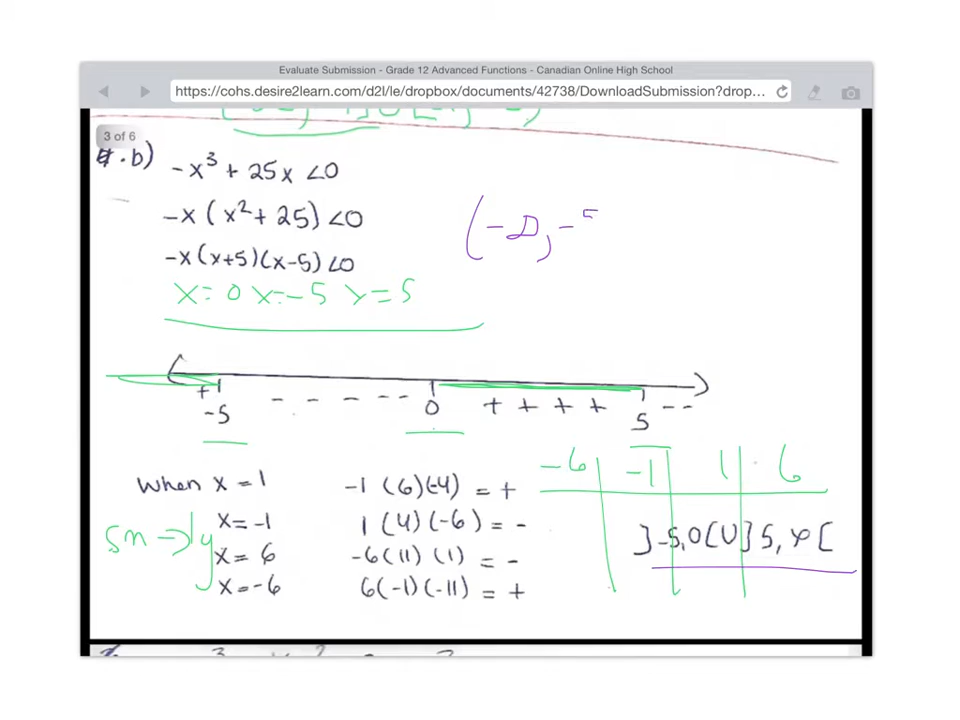 Evaluate Submission - Grade 12 Advanced Functions - Canadian Online High School
https://cohs.desire2learn.com/d2l/le/dropbox/documents/42738/DownloadSubmission?drop...
3 of 6
.b) -x³ + 25x <0
-x (x² + 25) <0
-x(x+5)(x-5) <0
(-∞, -5
x=0 x=-5 x=5
+ - - - - - + + + + - -
-5 0 5
-6 -1 1 6
when x = 1 -1 (6)(-4) = +
x= -1 1 (4) (-6) = -
x= 6 -6 (11) (1) = -
x= -6 6(-1)(-11) = +
]-5,0[ U ]5, ∞[